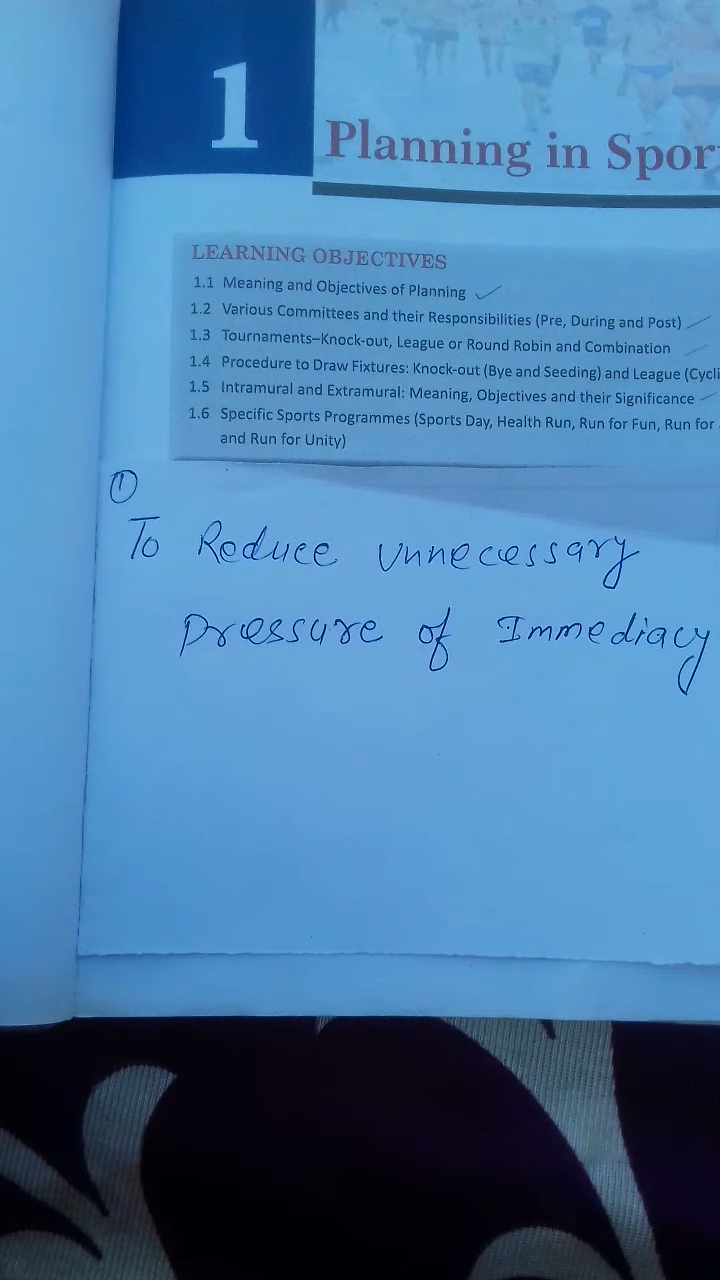 1
Planning in Spor
LEARNING OBJECTIVES
1.1 Meaning and Objectives of Planning
1.2 Various Committees and their Responsibilities (Pre, During and Post)
1.3 Tournaments–Knock-out, League or Round Robin and Combination
1.4 Procedure to Draw Fixtures: Knock-out (Bye and Seeding) and League (Cycli
1.5 Intramural and Extramural: Meaning, Objectives and their Significance
1.6 Specific Sports Programmes (Sports Day, Health Run, Run for Fun, Run for
and Run for Unity)
①
To Reduce Unnecessary
Pressure of Immediacy